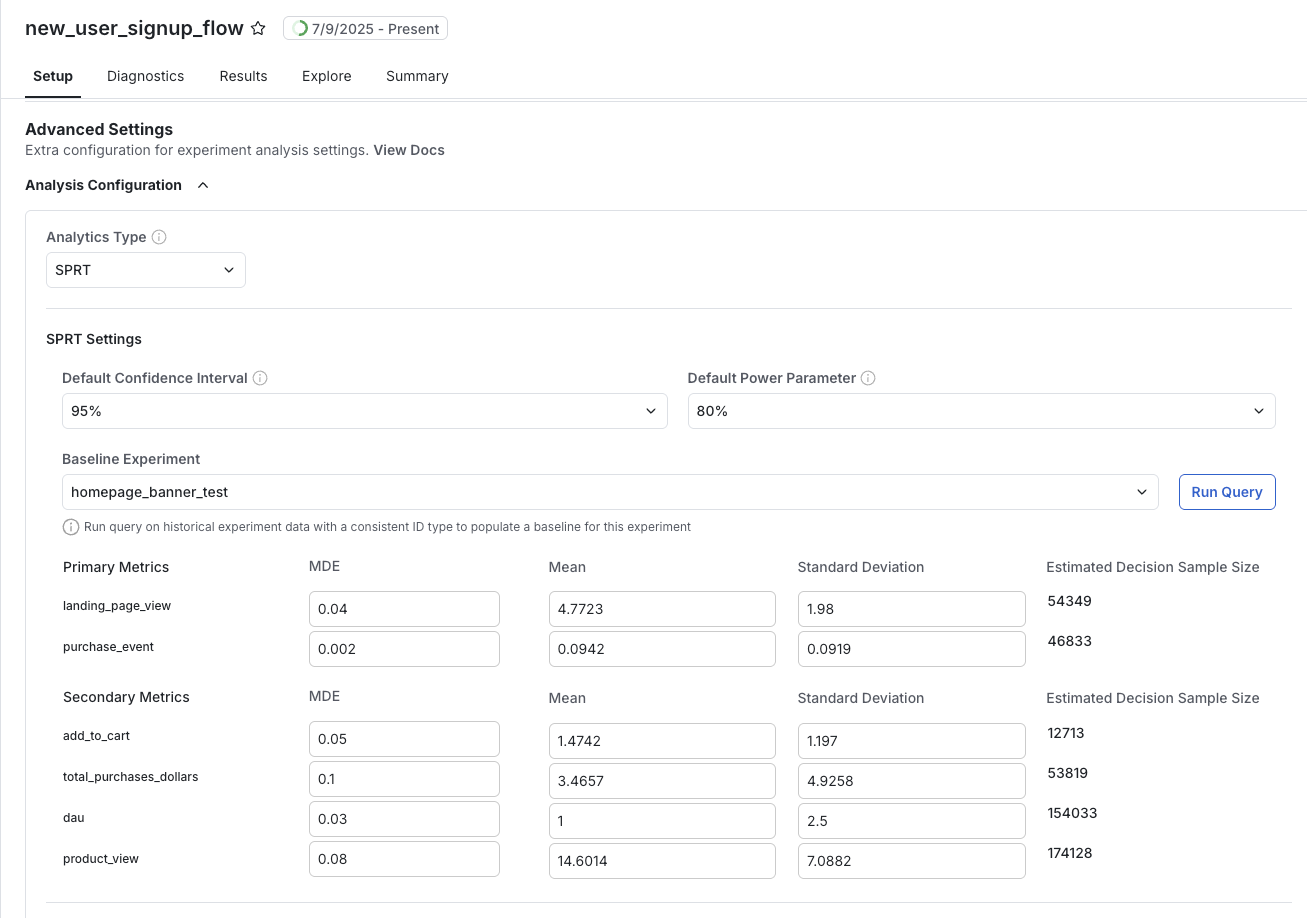 new_user_signup_flow 7/9/2025 - Present
Setup Diagnostics Results Explore Summary
Advanced Settings
Extra configuration for experiment analysis settings. View Docs
Analysis Configuration
Analytics Type
SPRT
SPRT Settings
Default Confidence Interval Default Power Parameter
95% 80%
Baseline Experiment
homepage_banner_test Run Query
Run query on historical experiment data with a consistent ID type to populate a baseline for this experiment
Primary Metrics MDE Mean Standard Deviation Estimated Decision Sample Size
landing_page_view 0.04 4.7723 1.98 54349
purchase_event 0.002 0.0942 0.0919 46833
Secondary Metrics MDE Mean Standard Deviation Estimated Decision Sample Size
add_to_cart 0.05 1.4742 1.197 12713
total_purchases_dollars 0.1 3.4657 4.9258 53819
dau 0.03 1 2.5 154033
product_view 0.08 14.6014 7.0882 174128